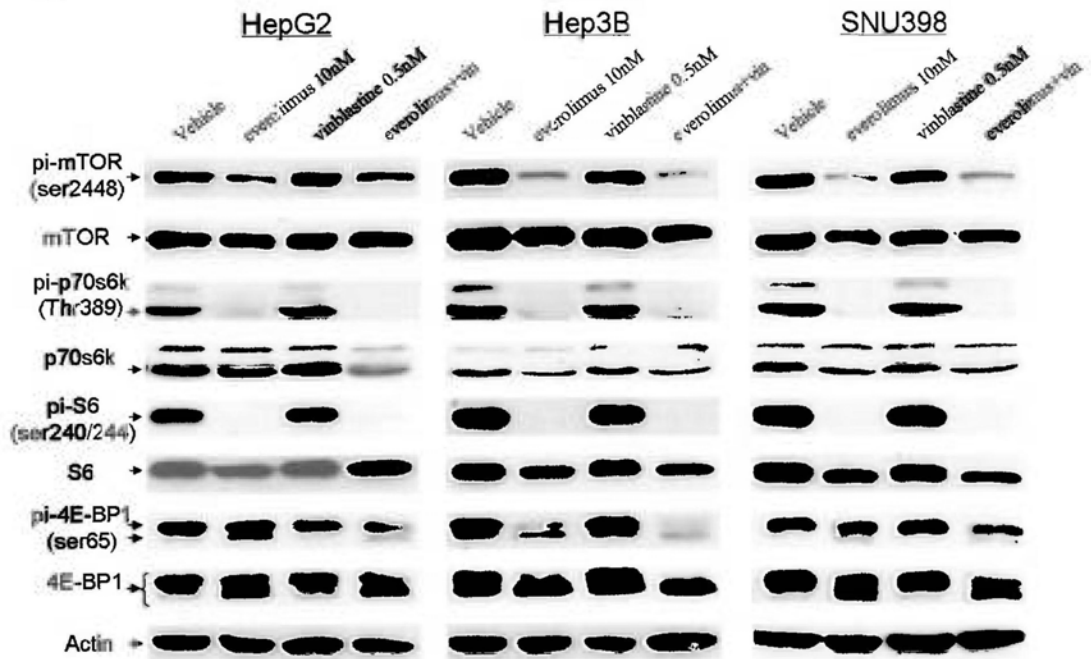 HepG2 Hep3B SNU398
Vehicle everolimus 10nM vinblastine 0.5nM everolimus+vin Vehicle everolimus 10nM vinblastine 0.5nM everolimus+vin Vehicle everolimus 10nM vinblastine 0.5nM everolimus+vin
pi-mTOR
(ser2448)
mTOR
pi-p70s6k
(Thr389)
p70s6k
pi-S6
(ser240/244)
S6
pi-4E-BP1
(ser65)
4E-BP1
Actin